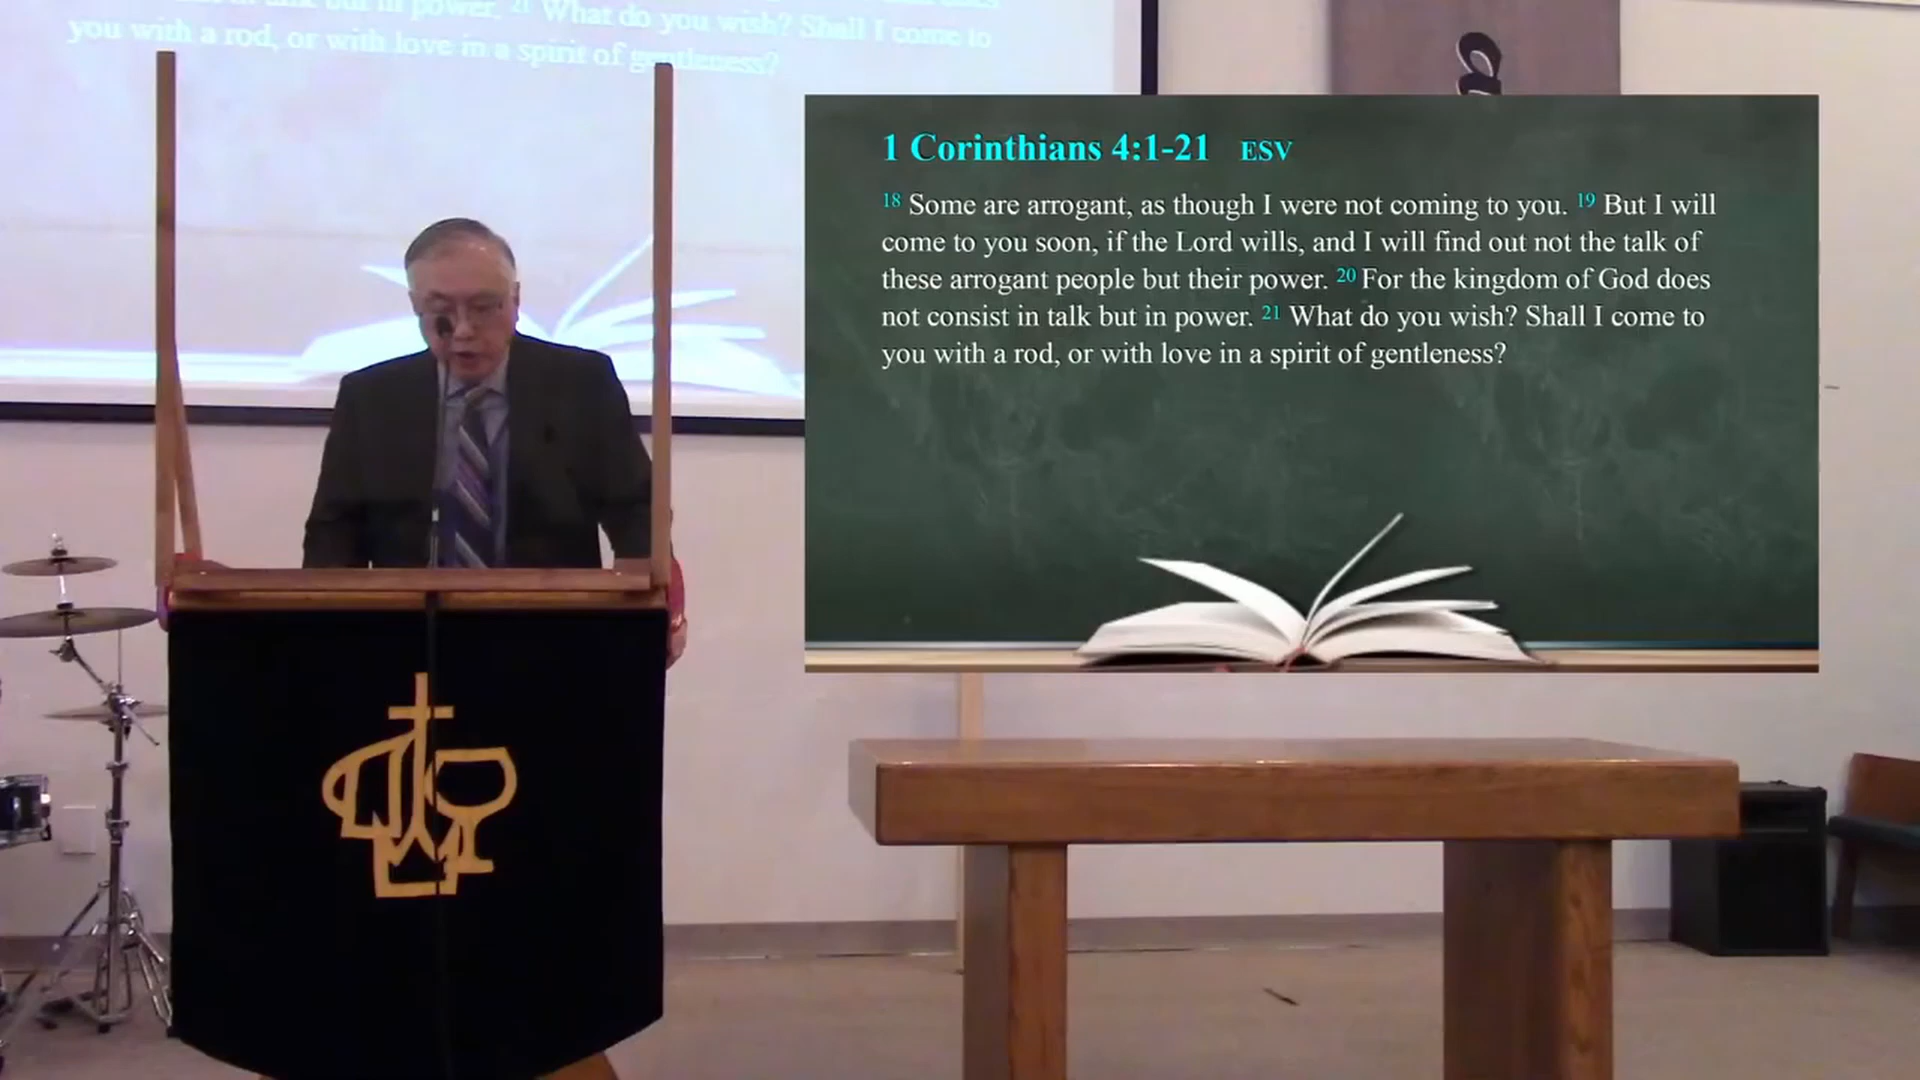 in power. 21 What do you wish? Shall I come to
you with a rod, or with love in a spirit of gentleness?
1 Corinthians 4:1-21 ESV
18 Some are arrogant, as though I were not coming to you. 19 But I will
come to you soon, if the Lord wills, and I will find out not the talk of
these arrogant people but their power. 20 For the kingdom of God does
not consist in talk but in power. 21 What do you wish? Shall I come to
you with a rod, or with love in a spirit of gentleness?